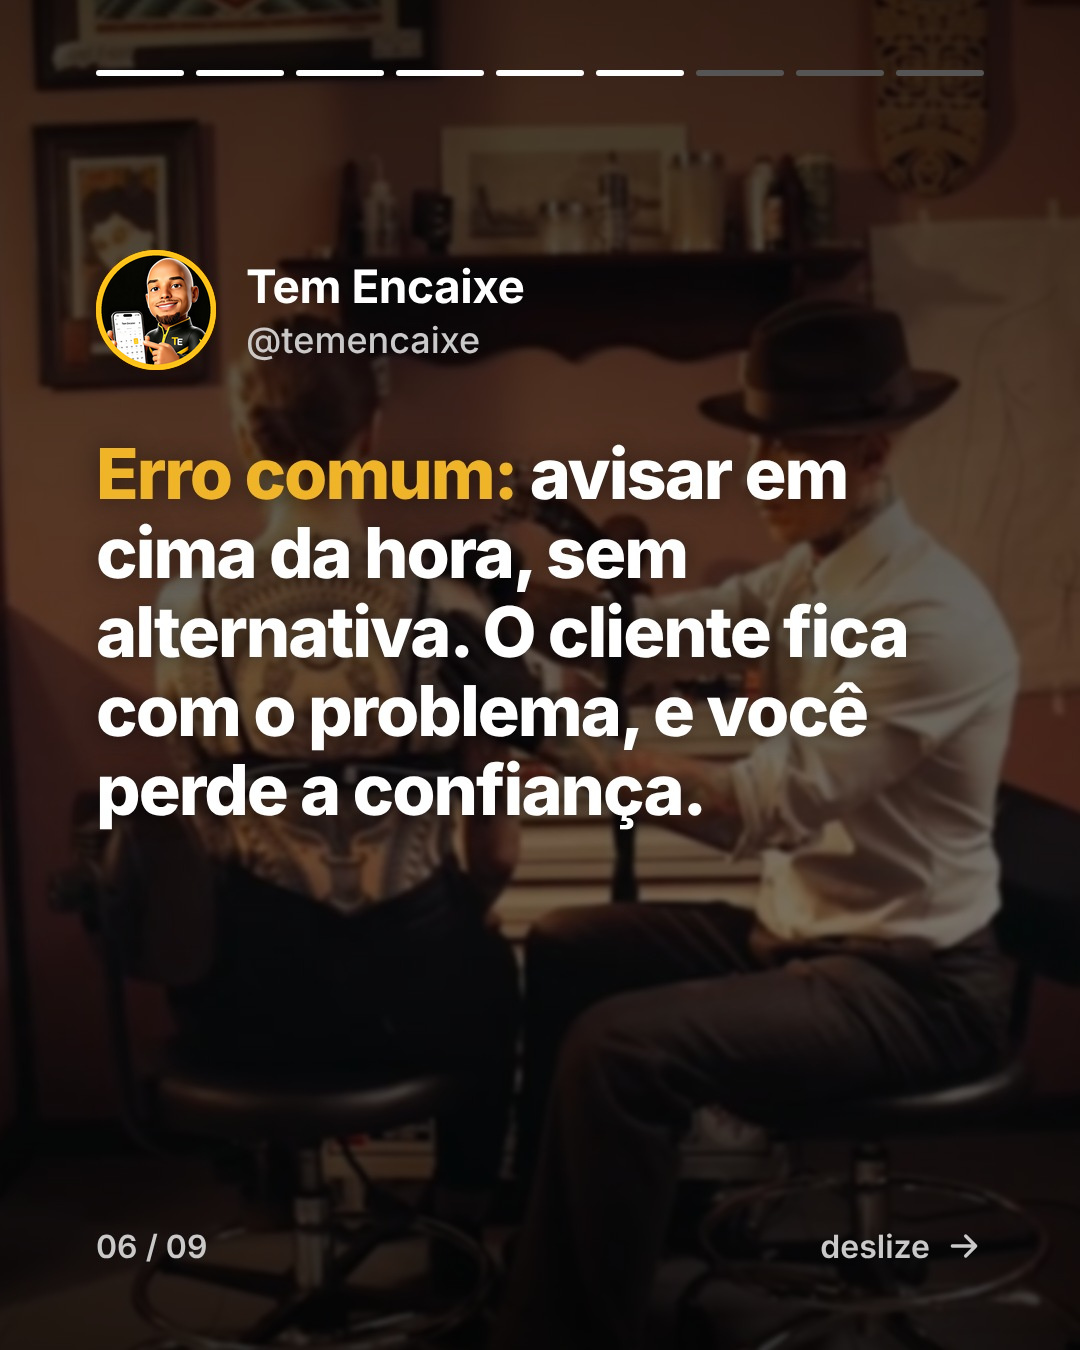 Tem Encaixe
@temencaixe
TE
Erro comum: avisar em
cima da hora, sem
alternativa. O cliente fica
com o problema, e você
perde a confiança.
06 / 09
deslize →